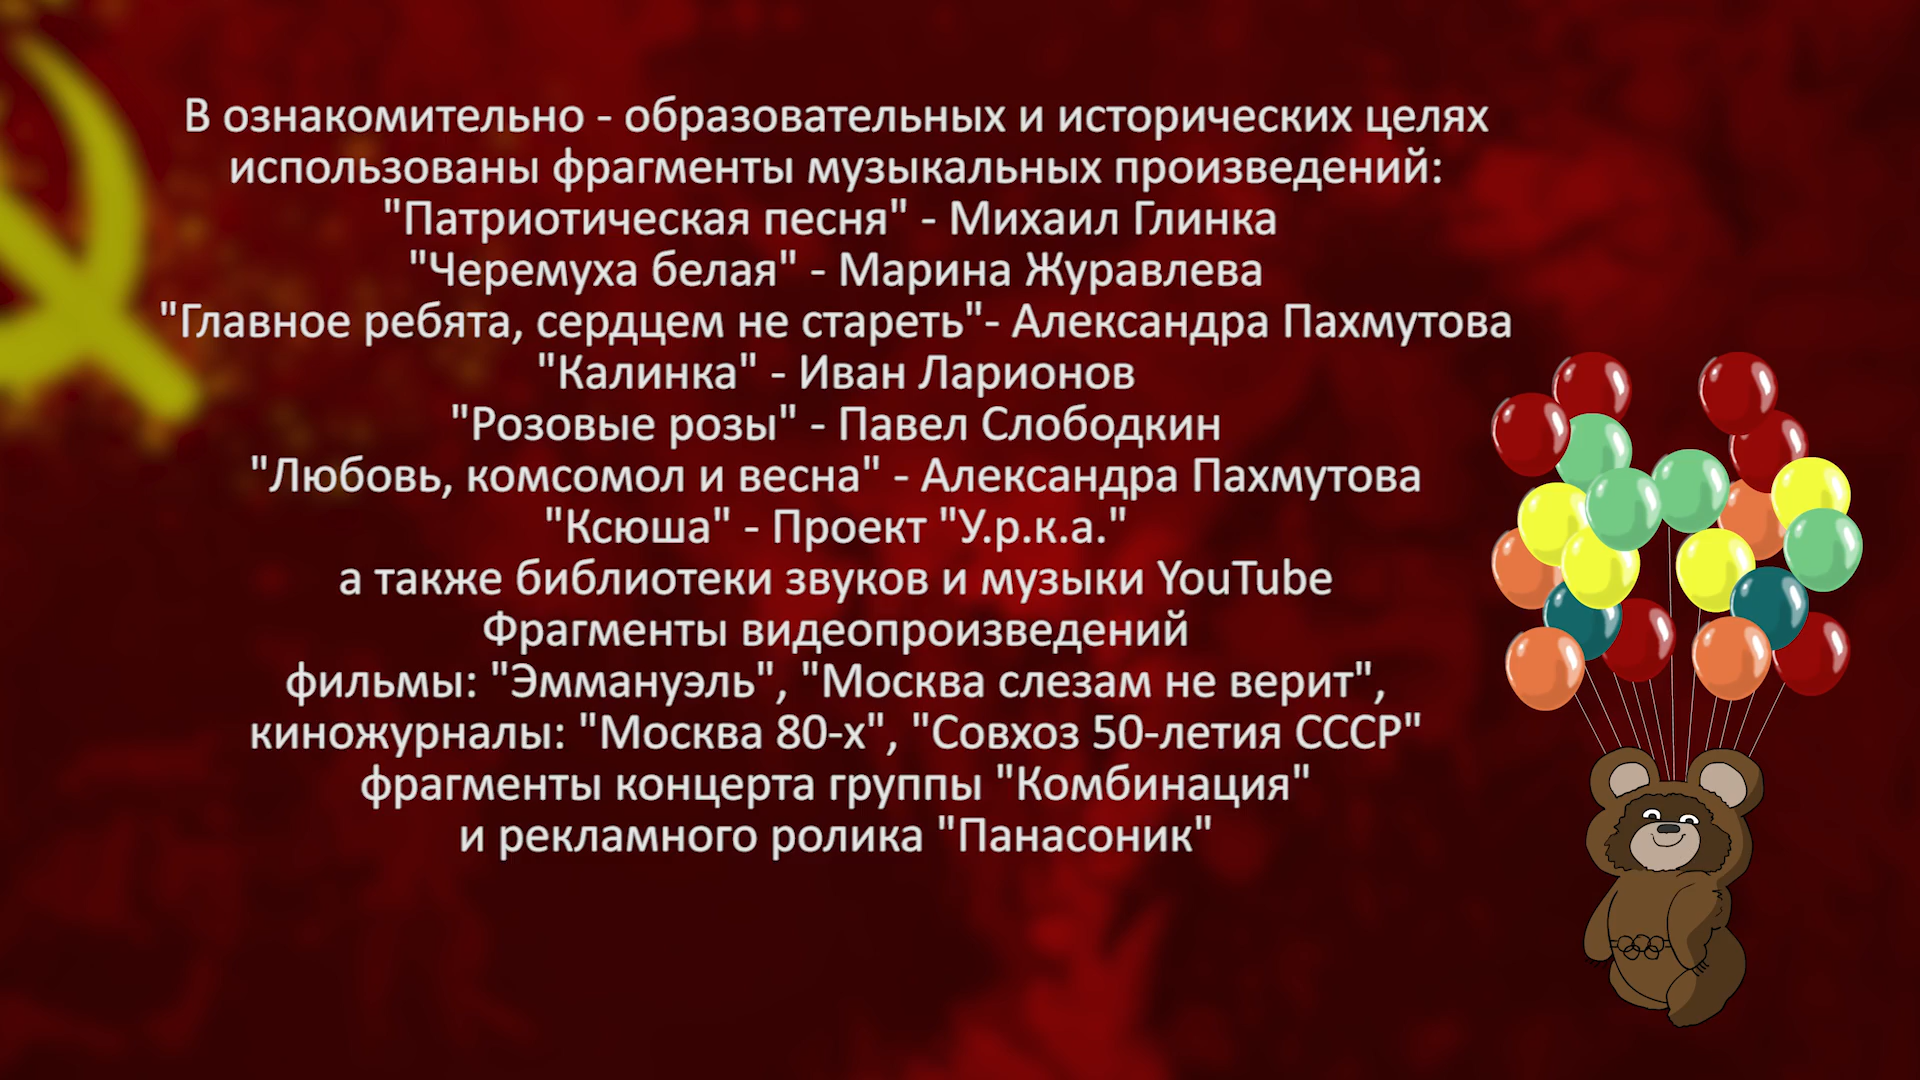 В ознакомительно - образовательных и исторических целях
использованы фрагменты музыкальных произведений:
"Патриотическая песня" - Михаил Глинка
"Черемуха белая" - Марина Журавлева
"Главное ребята, сердцем не стареть"- Александра Пахмутова
"Калинка" - Иван Ларионов
"Розовые розы" - Павел Слободкин
"Любовь, комсомол и весна" - Александра Пахмутова
"Ксюша" - Проект "У.р.к.а."
а также библиотеки звуков и музыки YouTube
Фрагменты видеопроизведений
фильмы: "Эммануэль", "Москва слезам не верит",
киножурналы: "Москва 80-х", "Совхоз 50-летия СССР"
фрагменты концерта группы "Комбинация"
и рекламного ролика "Панасоник"